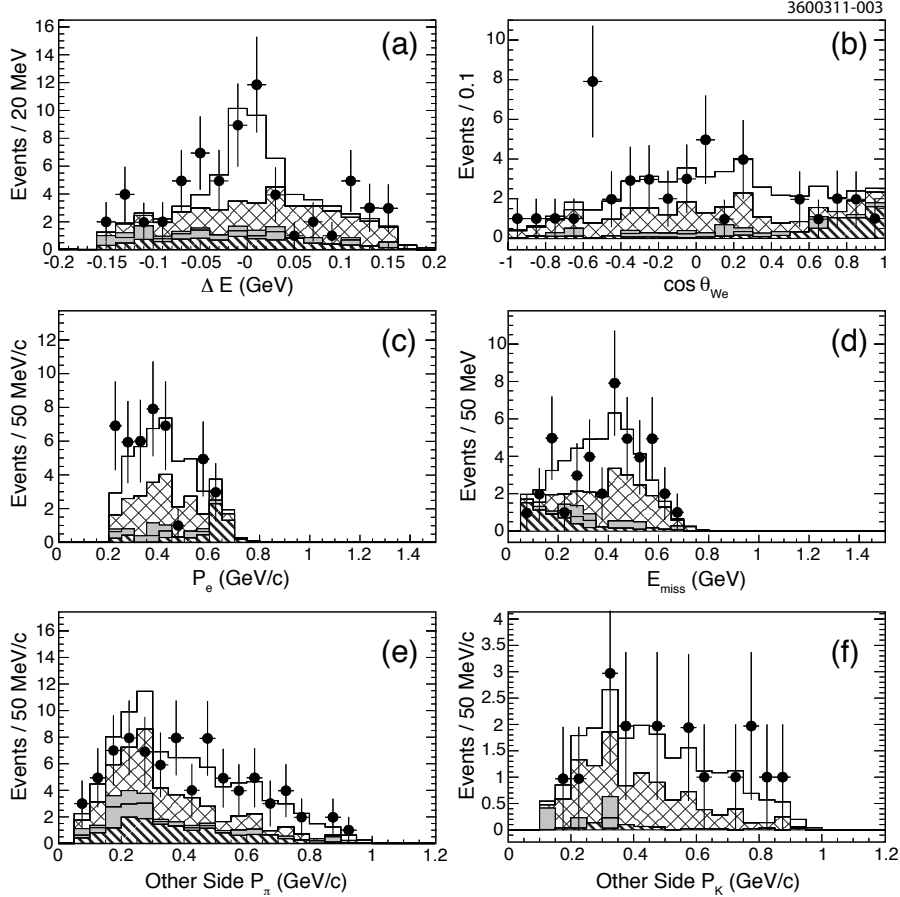 3600311-003
(a)
Events / 20 MeV
16
14
12
10
8
6
4
2
0
-0.2 -0.15 -0.1 -0.05 -0 0.05 0.1 0.15 0.2
Δ E (GeV)
(b)
Events / 0.1
10
8
6
4
2
0
-1 -0.8 -0.6 -0.4 -0.2 0 0.2 0.4 0.6 0.8 1
cos θWe
(c)
Events / 50 MeV/c
12
10
8
6
4
2
0
0 0.2 0.4 0.6 0.8 1 1.2 1.4
Pe (GeV/c)
(d)
Events / 50 MeV
10
8
6
4
2
0
0 0.2 0.4 0.6 0.8 1 1.2 1.4
Emiss (GeV)
(e)
Events / 50 MeV/c
16
14
12
10
8
6
4
2
0
0 0.2 0.4 0.6 0.8 1 1.2
Other Side Pπ (GeV/c)
(f)
Events / 50 MeV/c
4
3.5
3
2.5
2
1.5
1
0.5
0
0 0.2 0.4 0.6 0.8 1 1.2
Other Side PK (GeV/c)